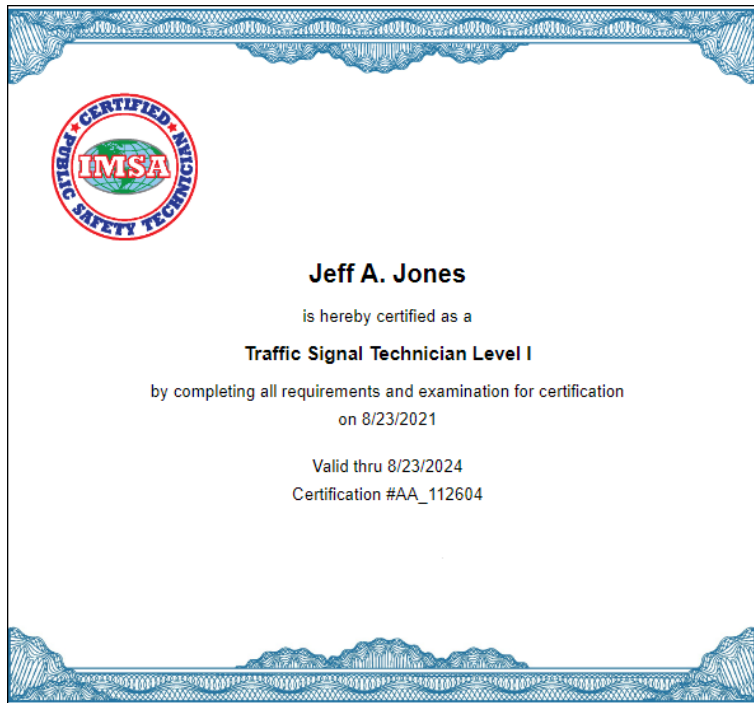 ★ CERTIFIED ★
PUBLIC SAFETY TECHNICIAN
IMSA
Jeff A. Jones
is hereby certified as a
Traffic Signal Technician Level I
by completing all requirements and examination for certification
on 8/23/2021
Valid thru 8/23/2024
Certification #AA_112604